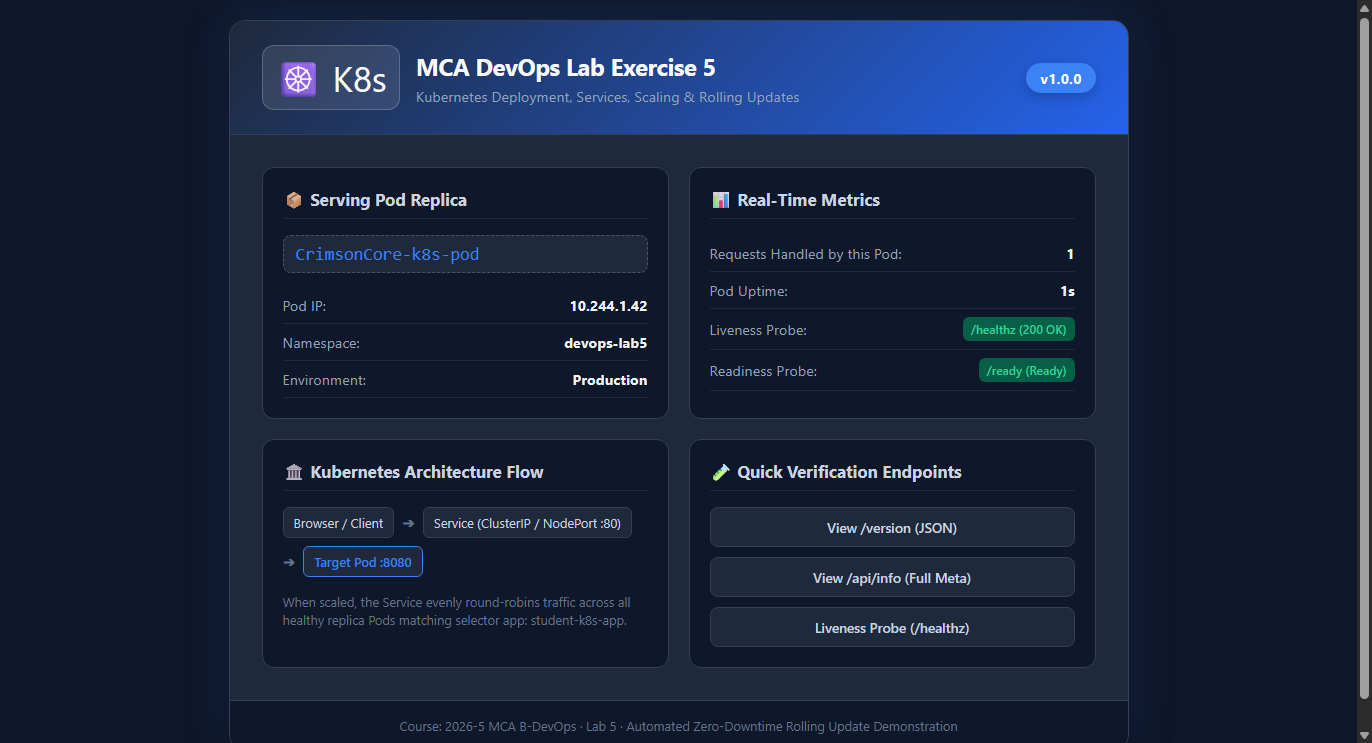 K8s
MCA DevOps Lab Exercise 5
Kubernetes Deployment, Services, Scaling & Rolling Updates
v1.0.0
Serving Pod Replica
CrimsonCore-k8s-pod
Pod IP: 10.244.1.42
Namespace: devops-lab5
Environment: Production
Real-Time Metrics
Requests Handled by this Pod: 1
Pod Uptime: 1s
Liveness Probe: /healthz (200 OK)
Readiness Probe: /ready (Ready)
Kubernetes Architecture Flow
Browser / Client ➔ Service (ClusterIP / NodePort :80)
➔ Target Pod :8080
When scaled, the Service evenly round-robins traffic across all
healthy replica Pods matching selector app: student-k8s-app.
Quick Verification Endpoints
View /version (JSON)
View /api/info (Full Meta)
Liveness Probe (/healthz)
Course: 2026-5 MCA B-DevOps · Lab 5 · Automated Zero-Downtime Rolling Update Demonstration